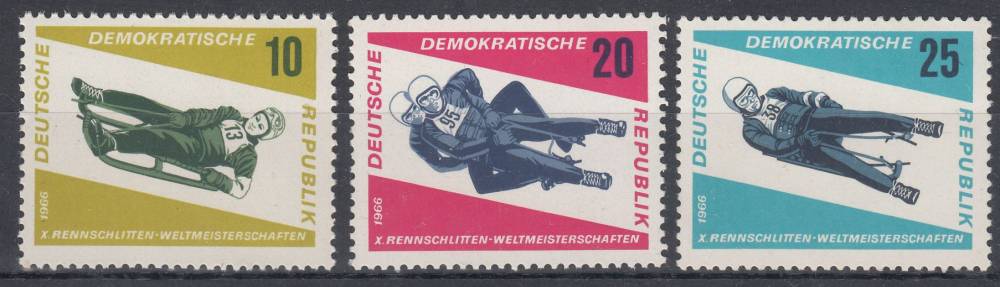 DEUTSCHE
DEMOKRATISCHE
REPUBLIK
10
13
1966
X. RENNSCHLITTEN-WELTMEISTERSCHAFTEN
DEUTSCHE
DEMOKRATISCHE
REPUBLIK
20
95
1966
X. RENNSCHLITTEN-WELTMEISTERSCHAFTEN
DEUTSCHE
DEMOKRATISCHE
REPUBLIK
25
38
1966
X. RENNSCHLITTEN-WELTMEISTERSCHAFTEN